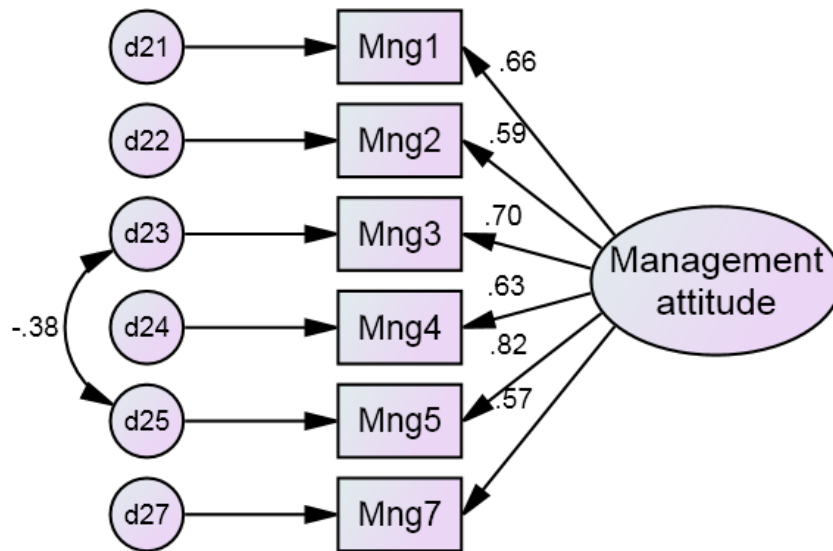 d21
Mng1
.66
d22
Mng2
.59
d23
Mng3
.70
Management
attitude
-.38
d24
Mng4
.63
d25
Mng5
.82
d27
Mng7
.57